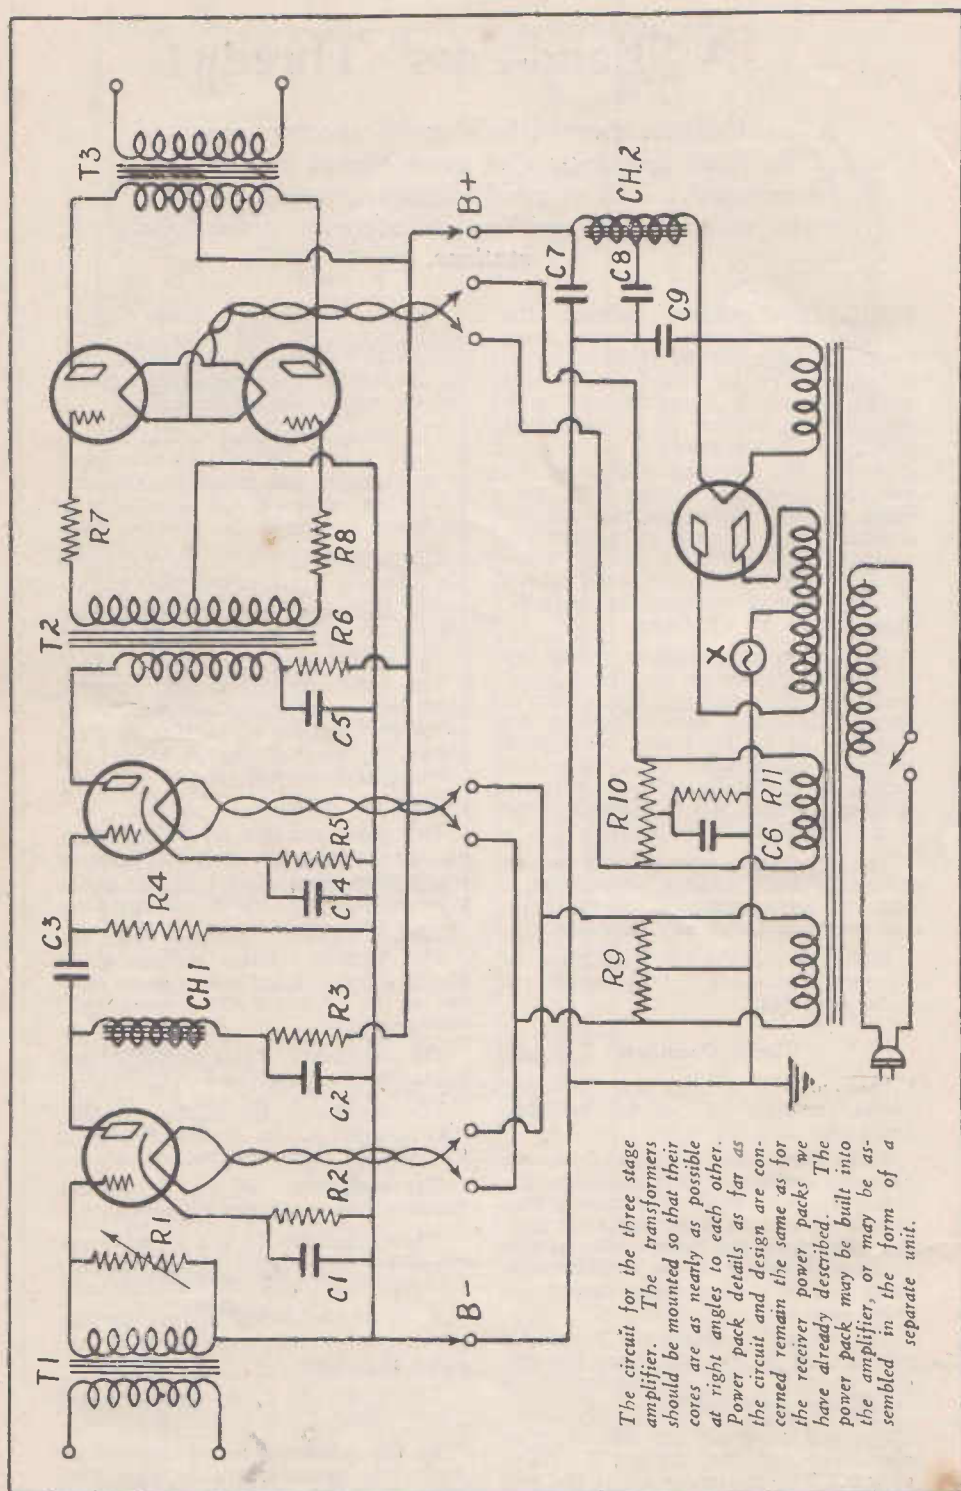 T1
R1
C1
R2
CH1
C2
R3
C3
R4
C4
R5
T2
C5
R6
R7
R8
T3
B-
B+
R9
R10
C6
R11
X
C7
C8
C9
CH.2
The circuit for the three stage
amplifier. The transformers
should be mounted so that their
cores are as nearly as possible
at right angles to each other.
Power pack details as far as
the circuit and design are con-
cerned remain the same as for
the receiver power packs we
have already described. The
power pack may be built into
the amplifier, or may be as-
sembled in the form of a
separate unit.